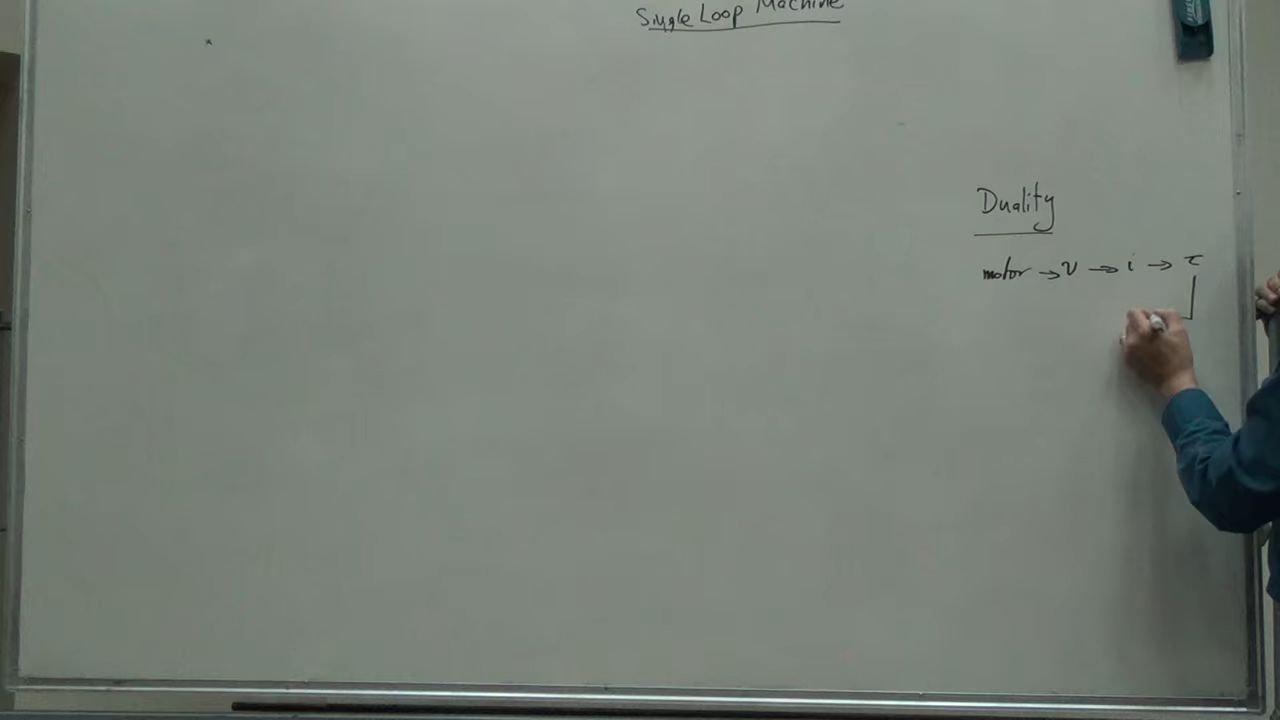 Single Loop Machine
Duality
motor → v → i → τ